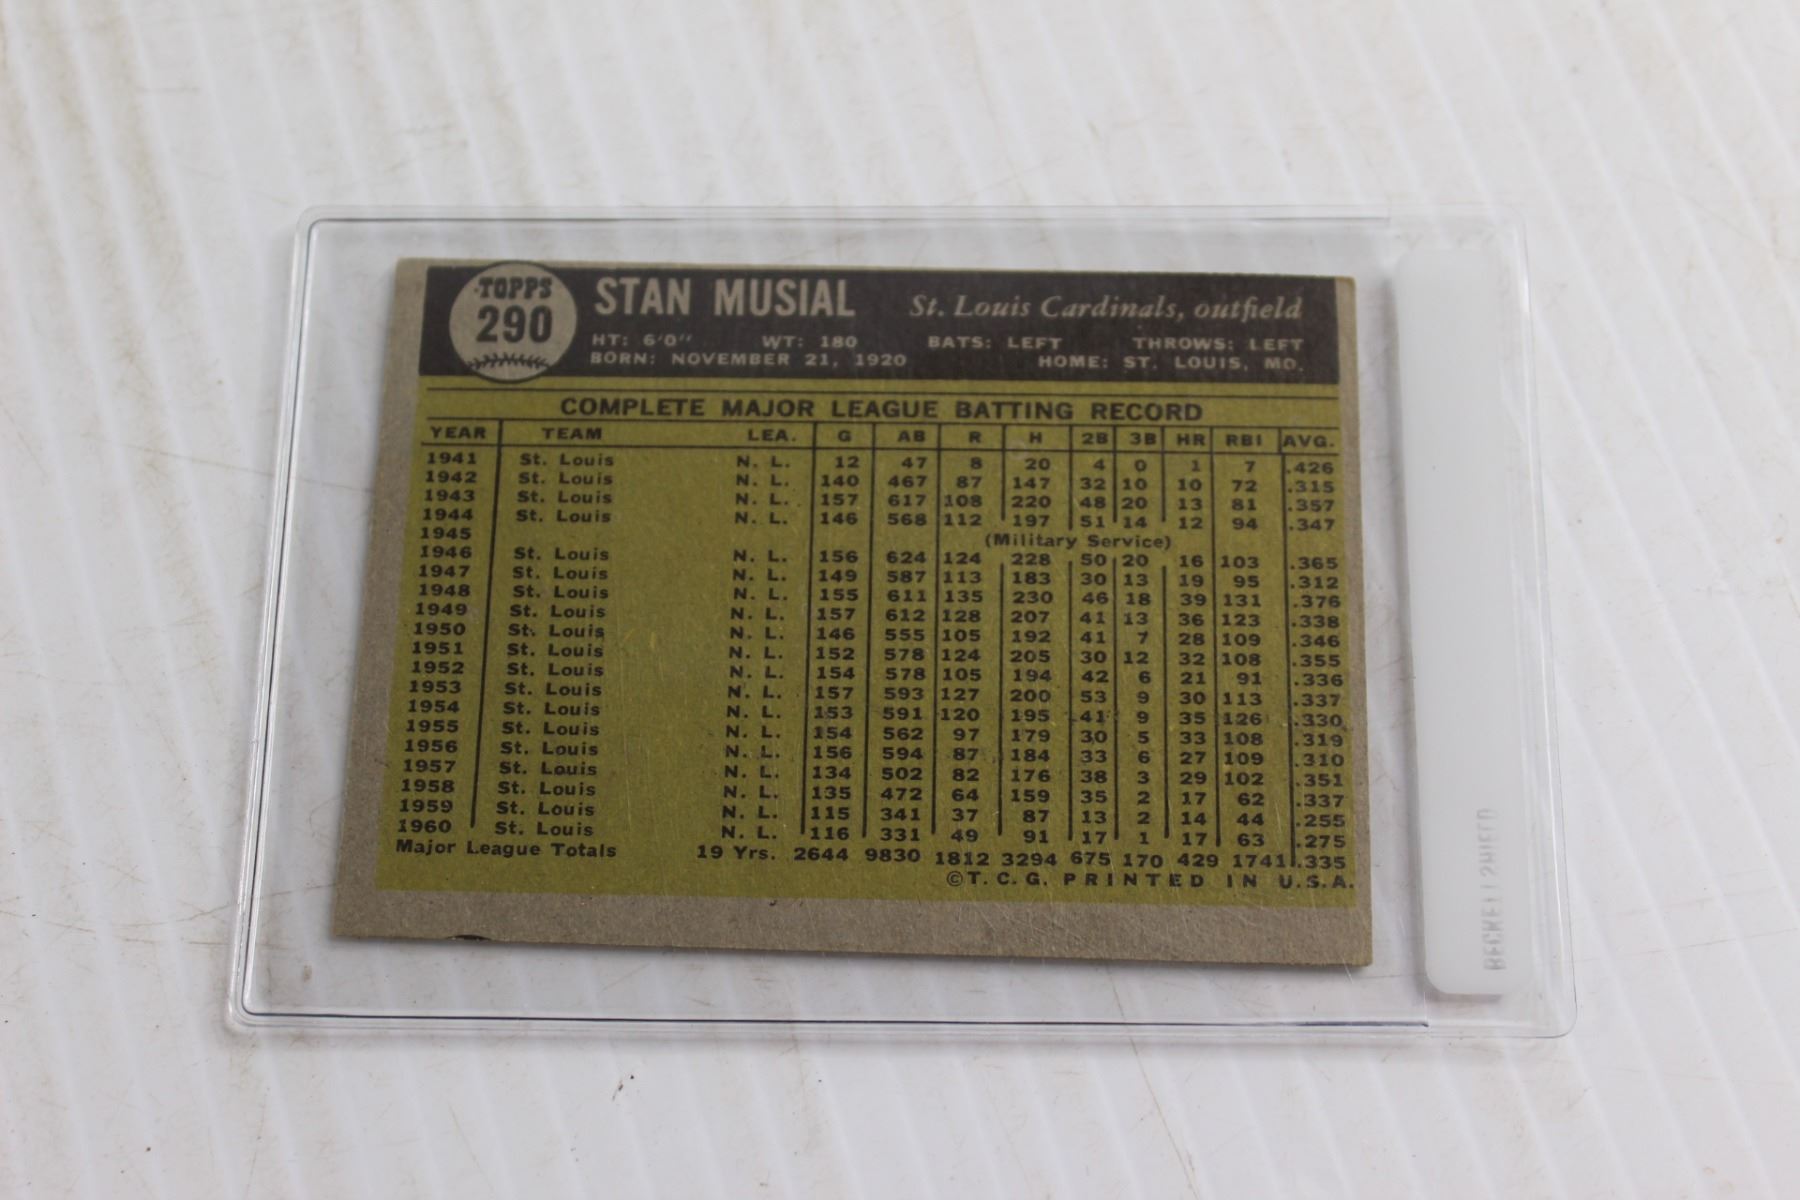 TOPPS
290
STAN MUSIAL St. Louis Cardinals, outfield
HT: 6'0" WT: 180 BATS: LEFT THROWS: LEFT
BORN: NOVEMBER 21, 1920 HOME: ST. LOUIS, MO.
COMPLETE MAJOR LEAGUE BATTING RECORD
YEAR TEAM LEA. G AB R H 2B 3B HR RBI AVG.
1941 St. Louis N. L. 12 47 8 20 4 0 1 7 .426
1942 St. Louis N. L. 140 467 87 147 32 10 10 72 .315
1943 St. Louis N. L. 157 617 108 220 48 20 13 81 .357
1944 St. Louis N. L. 146 568 112 197 51 14 12 94 .347
1945 (Military Service)
1946 St. Louis N. L. 156 624 124 228 50 20 16 103 .365
1947 St. Louis N. L. 149 587 113 183 30 13 19 95 .312
1948 St. Louis N. L. 155 611 135 230 46 18 39 131 .376
1949 St. Louis N. L. 157 612 128 207 41 13 36 123 .338
1950 St. Louis N. L. 146 555 105 192 41 7 28 109 .346
1951 St. Louis N. L. 152 578 124 205 30 12 32 108 .355
1952 St. Louis N. L. 154 578 105 194 42 6 21 91 .336
1953 St. Louis N. L. 157 593 127 200 53 9 30 113 .337
1954 St. Louis N. L. 153 591 120 195 41 9 35 126 .330
1955 St. Louis N. L. 154 562 97 179 30 5 33 108 .319
1956 St. Louis N. L. 156 594 87 184 33 6 27 109 .310
1957 St. Louis N. L. 134 502 82 176 38 3 29 102 .351
1958 St. Louis N. L. 135 472 64 159 35 2 17 62 .337
1959 St. Louis N. L. 115 341 37 87 13 2 14 44 .255
1960 St. Louis N. L. 116 331 49 91 17 1 17 63 .275
Major League Totals 19 Yrs. 2644 9830 1812 3294 675 170 429 1741 .335
©T. C. G. PRINTED IN U.S.A.
BECKETT SHIELD